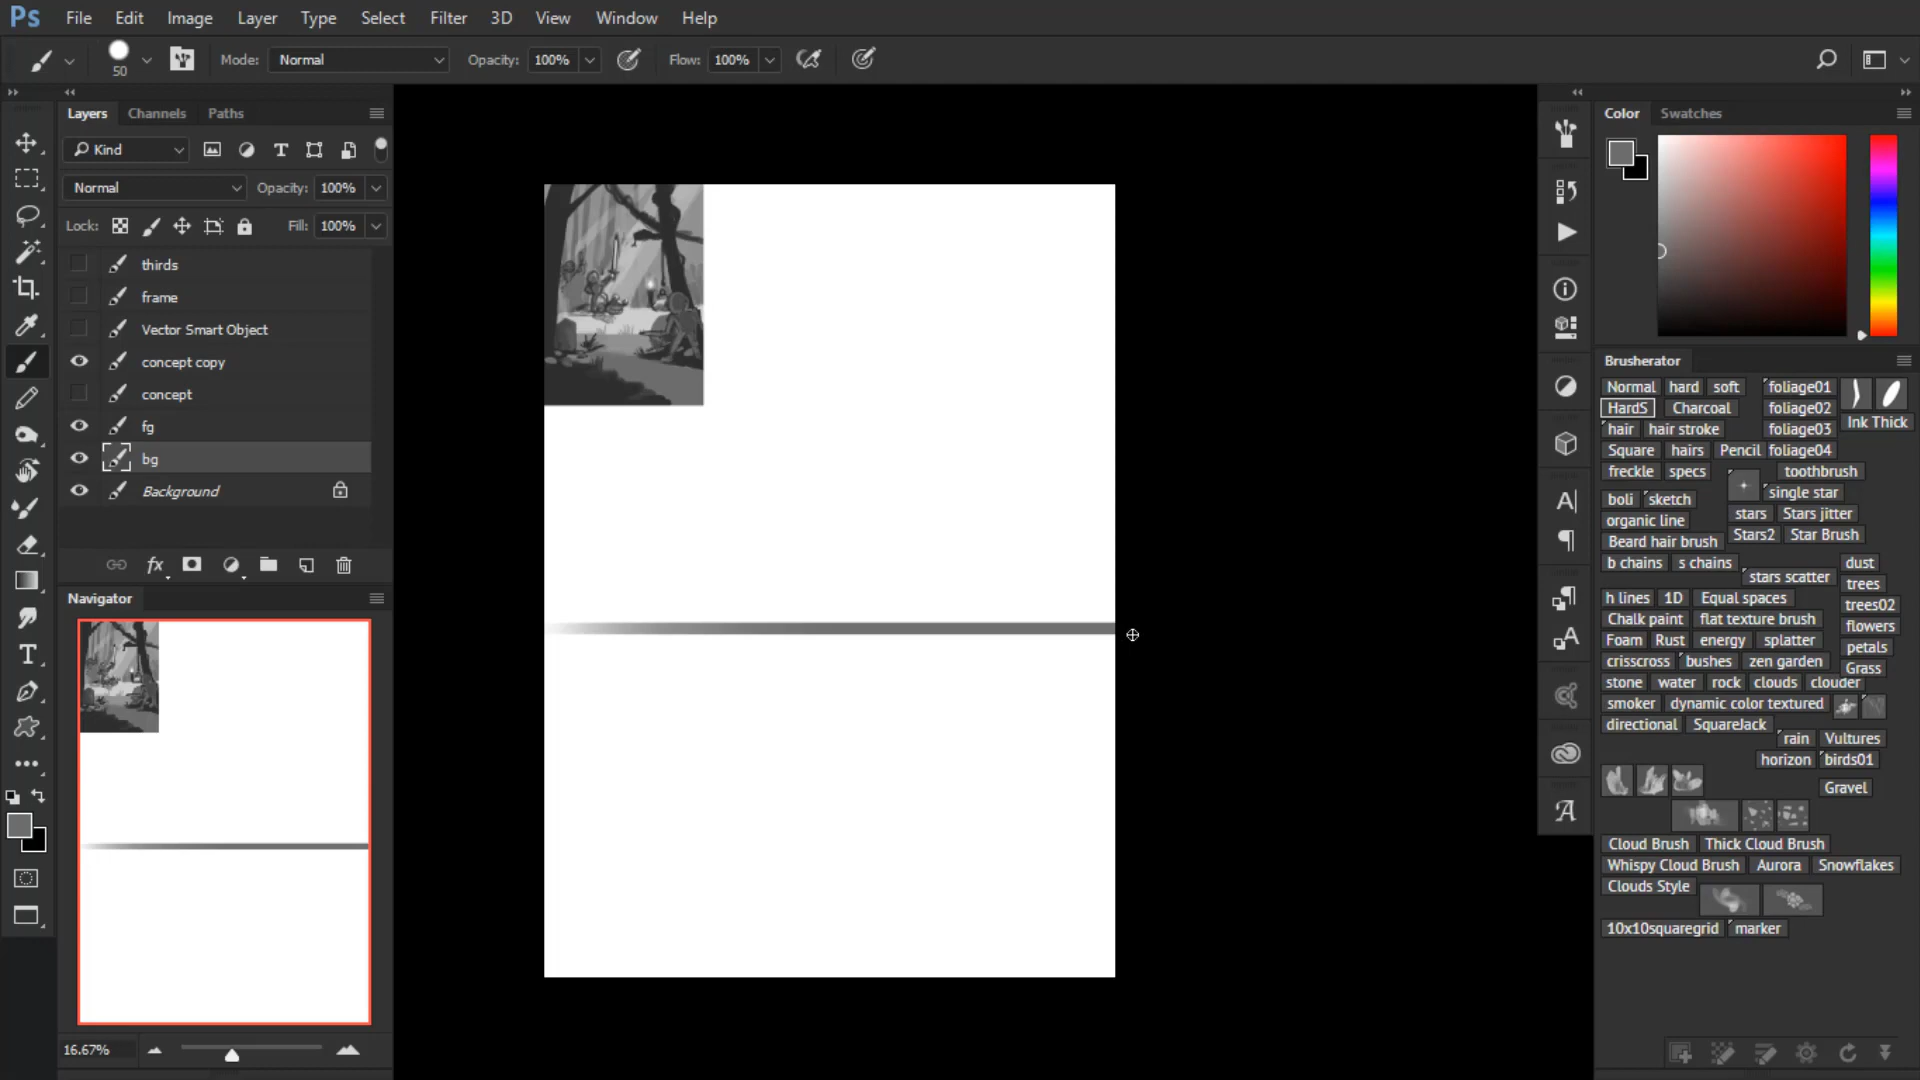 Ps File Edit Image Layer Type Select Filter 3D View Window Help
50 Mode: Normal Opacity: 100% Flow: 100%
Layers Channels Paths
Kind
Normal Opacity: 100%
Lock: Fill: 100%
thirds
frame
Vector Smart Object
concept copy
concept
fg
bg
Background
fx
Navigator
16.67%
Color Swatches
Brusherator
Normal hard soft foliage01
HardS Charcoal foliage02
Ink Thick
hair hair stroke foliage03
Square hairs Pencil foliage04
freckle specs toothbrush
boli sketch single star
organic line stars Stars jitter
Beard hair brush Stars2 Star Brush
b chains s chains stars scatter dust
trees
h lines 1D Equal spaces trees02
Chalk paint flat texture brush flowers
Foam Rust energy splatter petals
crisscross bushes zen garden Grass
stone water rock clouds clouder
smoker dynamic color textured
directional SquareJack
rain Vultures
horizon birds01
Gravel
Cloud Brush Thick Cloud Brush
Whispy Cloud Brush Aurora Snowflakes
Clouds Style
10x10squaregrid marker